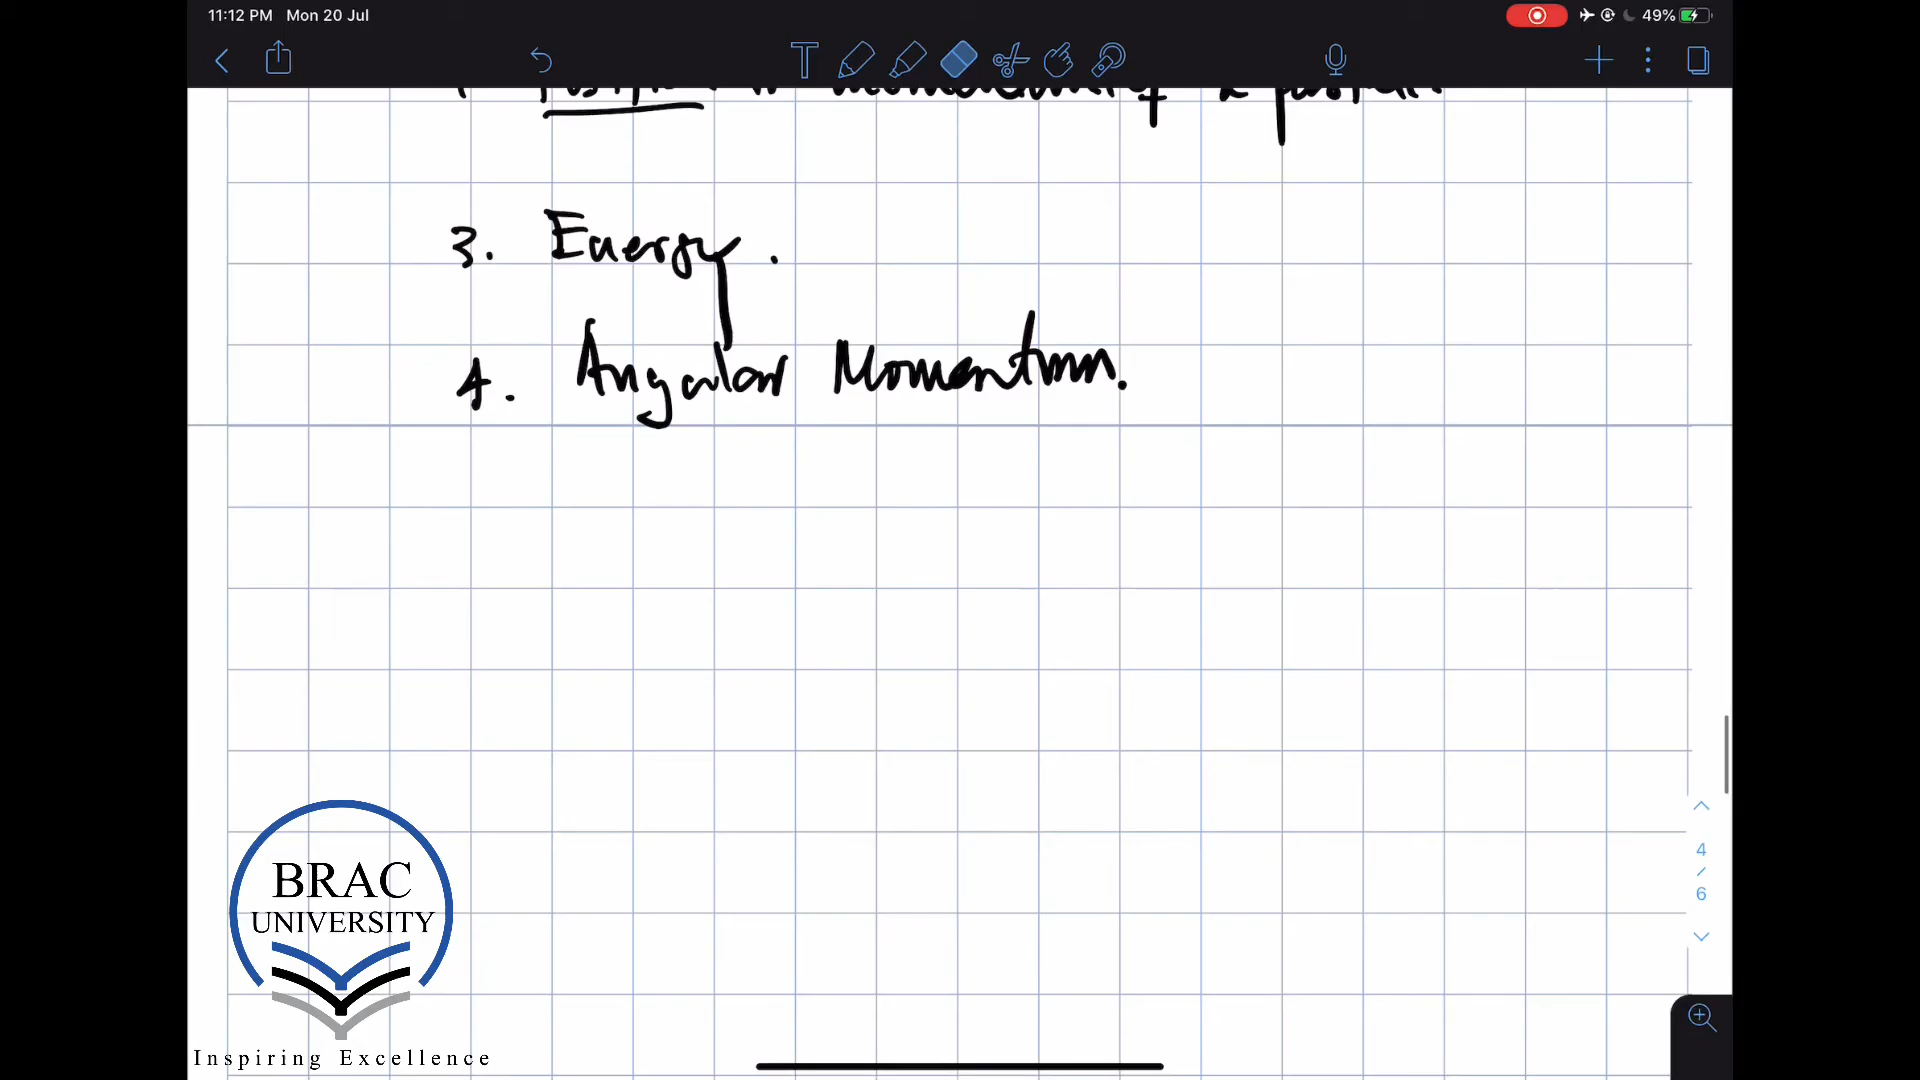 11:12 PM Mon 20 Jul
49%
T
3. Energy.
4. Angular Momentum.
4
/
6
BRAC
UNIVERSITY
Inspiring Excellence